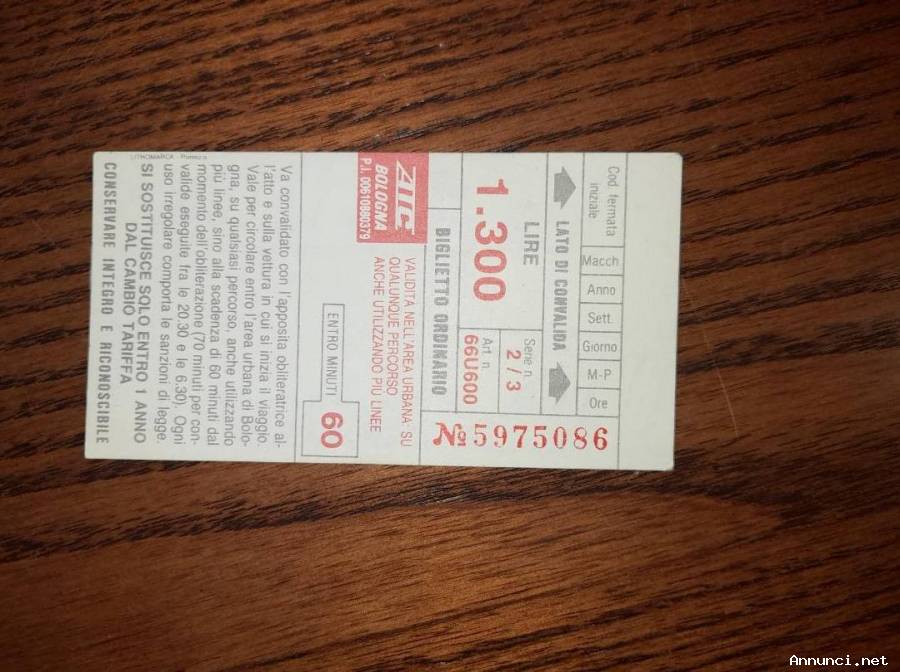 Cod. fermata
iniziale
Macch.
Anno
Sett.
Giorno
M-P
Ore
LATO DI CONVALIDA
LIRE
1.300
Serie n.
2/3
Art. n.
66U600
№5975086
BIGLIETTO ORDINARIO
ATC
BOLOGNA
P.I. 00610880379
VALIDITÀ NELL'AREA URBANA: SU
QUALUNQUE PERCORSO
ANCHE UTILIZZANDO PIÙ LINEE
ENTRO MINUTI
60
Va convalidato con l'apposita obliteratrice al-
l'atto e sulla vettura in cui si inizia il viaggio.
Vale per circolare entro l'area urbana di Bolo-
gna, su qualsiasi percorso, anche utilizzando
più linee, sino alla scadenza di 60 minuti dal
momento dell'obliterazione (70 minuti per con-
valide eseguite fra le 20,30 e le 6,30). Ogni
uso irregolare comporta le sanzioni di legge.
SI SOSTITUISCE SOLO ENTRO 1 ANNO
DAL CAMBIO TARIFFA
CONSERVARE INTEGRO E RICONOSCIBILE
Annunci.net